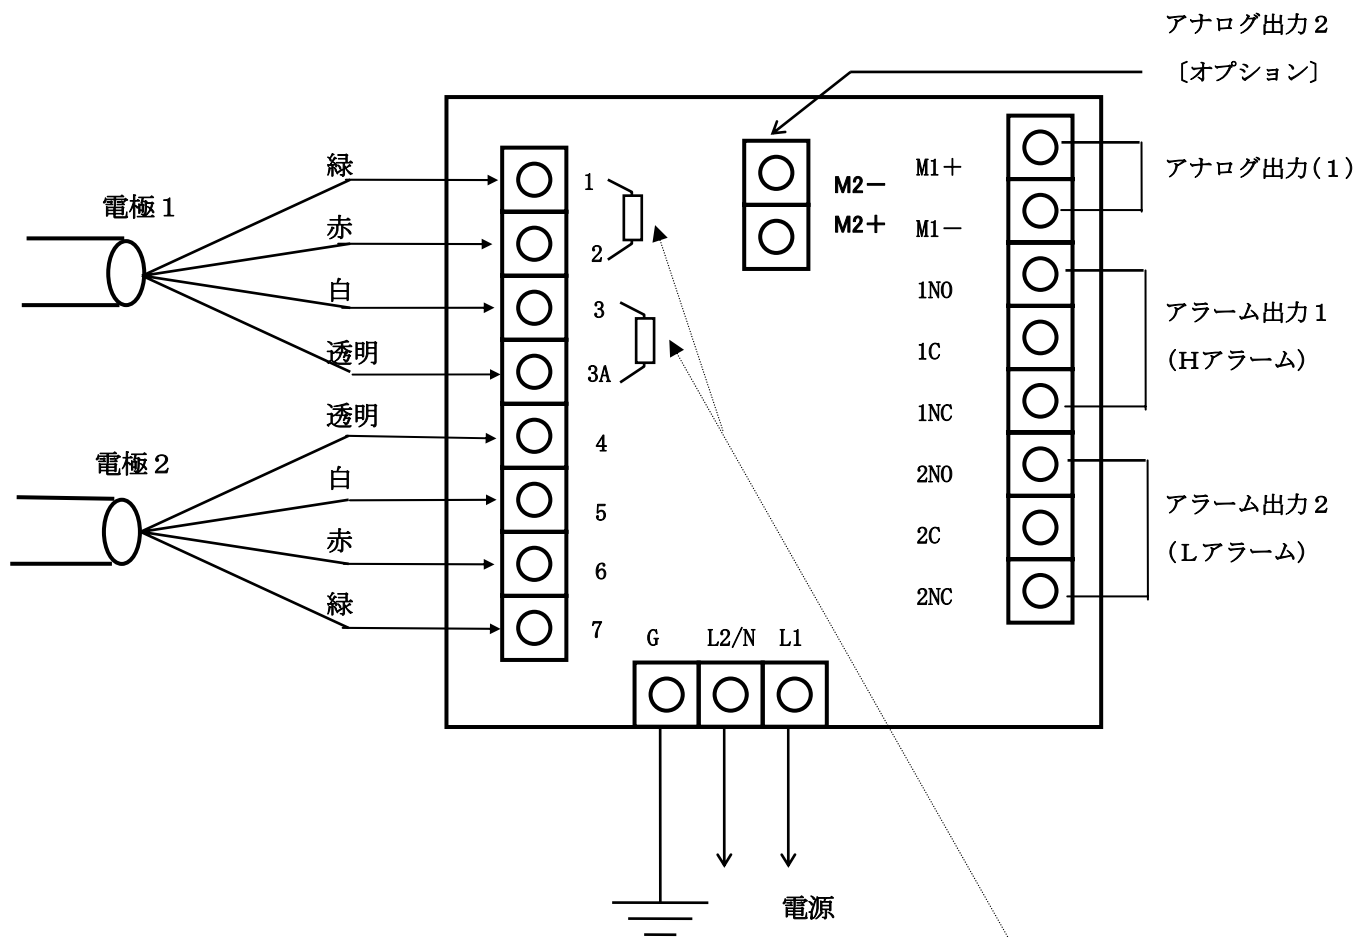 アナログ出力2
〔オプション〕
電極1
緑
赤
白
透明
電極2
透明
白
赤
緑
1
2
3
3A
4
5
6
7
M2－
M2＋
M1＋
M1－
1NO
1C
1NC
2NO
2C
2NC
アナログ出力(1)
アラーム出力1
(Hアラーム)
アラーム出力2
(Lアラーム)
G L2/N L1
電源